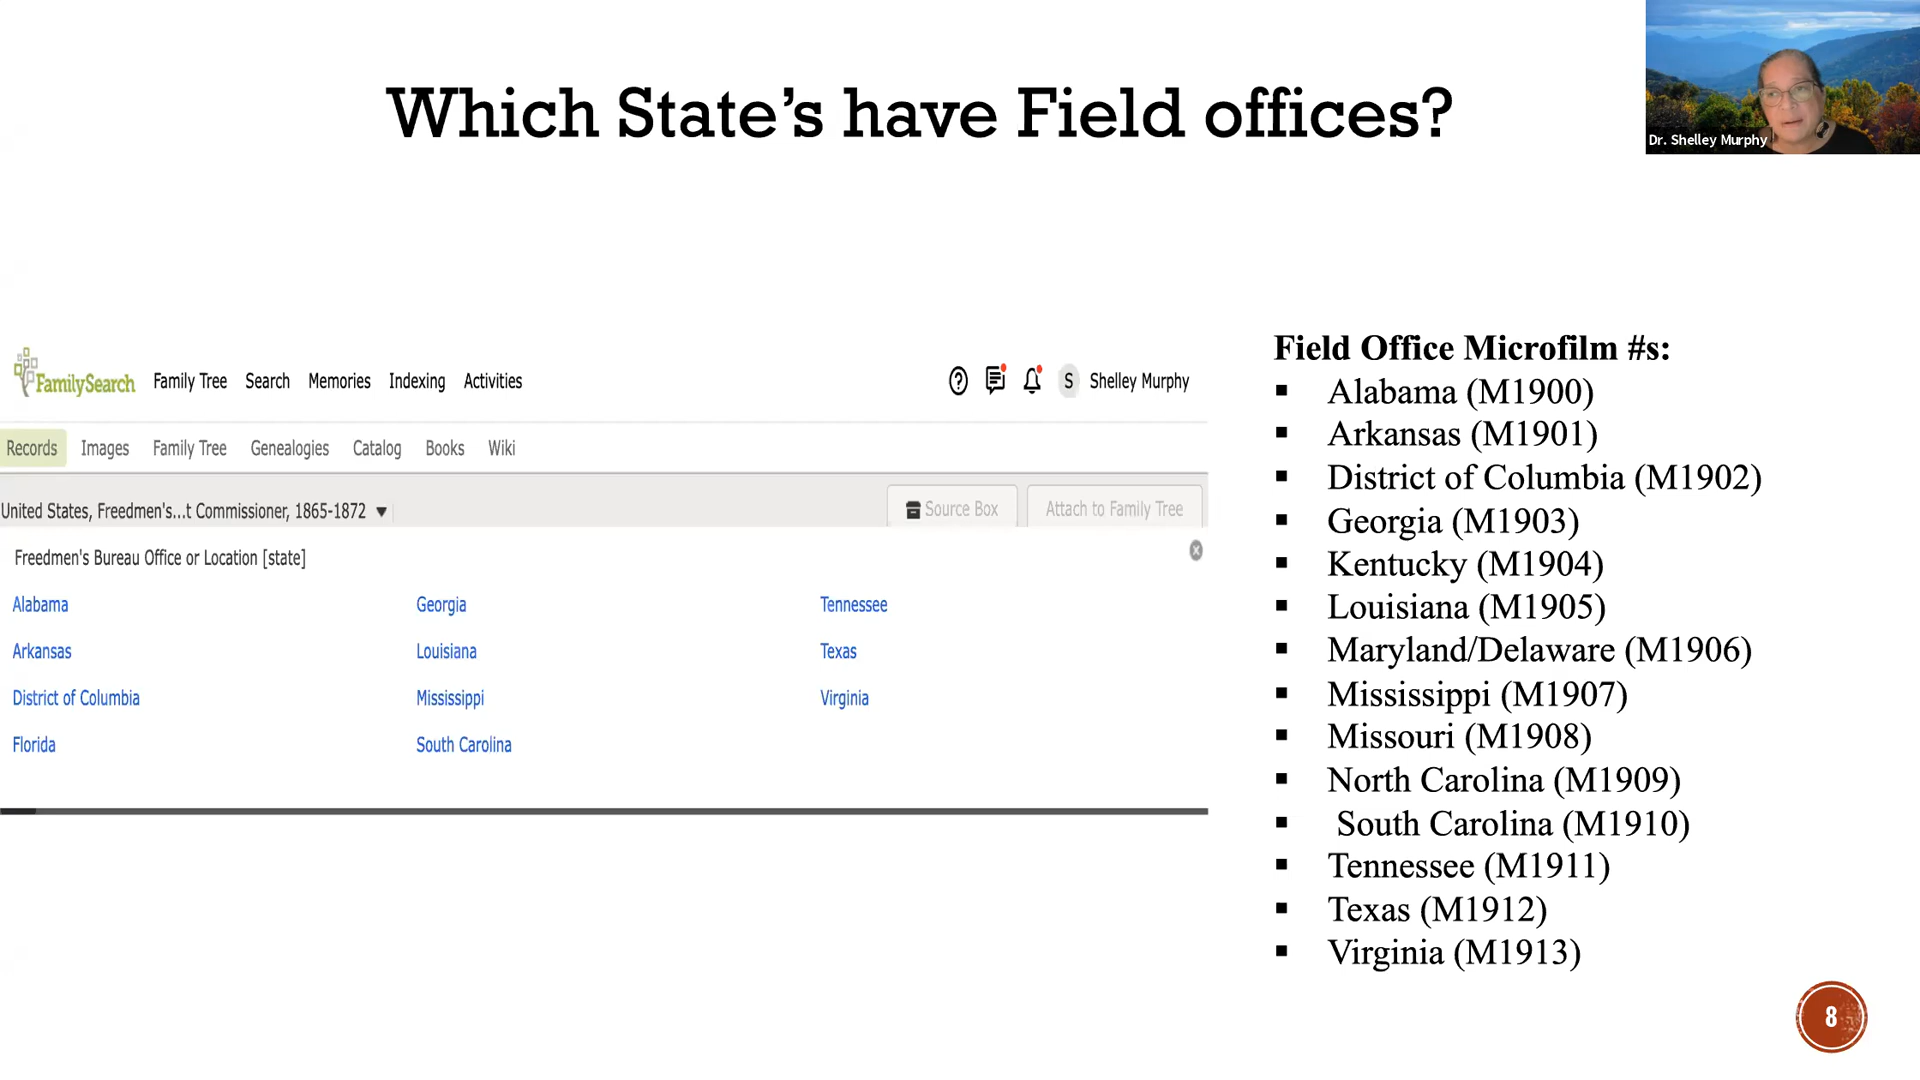 Which State’s have Field offices?
Dr. Shelley Murphy
FamilySearch Family Tree Search Memories Indexing Activities S Shelley Murphy
Records Images Family Tree Genealogies Catalog Books Wiki
United States, Freedmen's...t Commissioner, 1865-1872 Source Box Attach to Family Tree
Freedmen's Bureau Office or Location [state]
Alabama Georgia Tennessee
Arkansas Louisiana Texas
District of Columbia Mississippi Virginia
Florida South Carolina
Field Office Microfilm #s:
Alabama (M1900)
Arkansas (M1901)
District of Columbia (M1902)
Georgia (M1903)
Kentucky (M1904)
Louisiana (M1905)
Maryland/Delaware (M1906)
Mississippi (M1907)
Missouri (M1908)
North Carolina (M1909)
South Carolina (M1910)
Tennessee (M1911)
Texas (M1912)
Virginia (M1913)
8